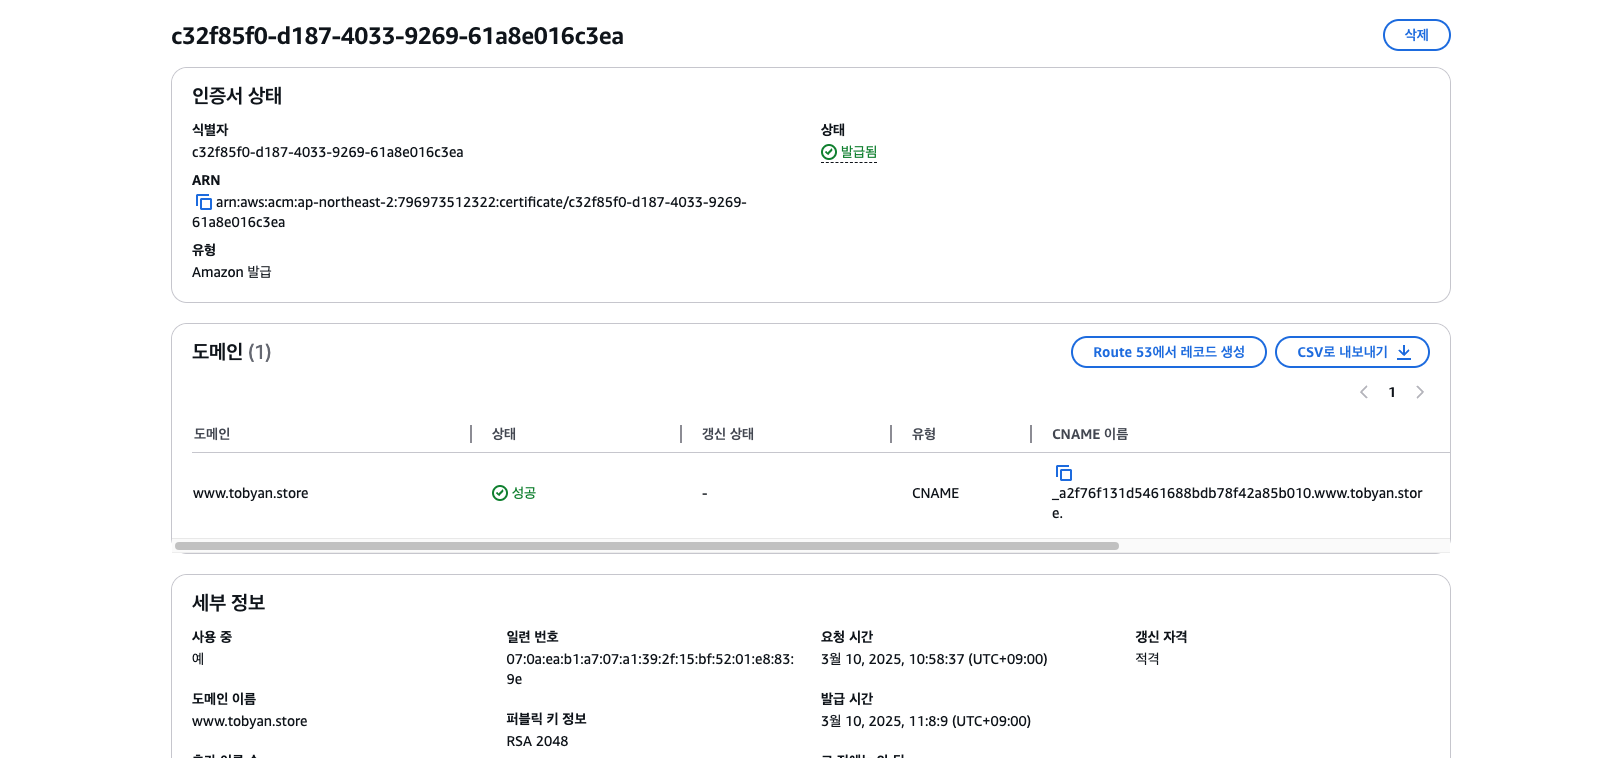 c32f85f0-d187-4033-9269-61a8e016c3ea
삭제
인증서 상태
식별자
c32f85f0-d187-4033-9269-61a8e016c3ea
상태
발급됨
ARN
arn:aws:acm:ap-northeast-2:796973512322:certificate/c32f85f0-d187-4033-9269-
61a8e016c3ea
유형
Amazon 발급
도메인 (1)
Route 53에서 레코드 생성
CSV로 내보내기
1
도메인
상태
갱신 상태
유형
CNAME 이름
www.tobyan.store
성공
-
CNAME
_a2f76f131d5461688bdb78f42a85b010.www.tobyan.stor
e.
세부 정보
사용 중
예
일련 번호
07:0a:ea:b1:a7:07:a1:39:2f:15:bf:52:01:e8:83:
9e
요청 시간
3월 10, 2025, 10:58:37 (UTC+09:00)
갱신 자격
적격
도메인 이름
www.tobyan.store
퍼블릭 키 정보
RSA 2048
발급 시간
3월 10, 2025, 11:8:9 (UTC+09:00)